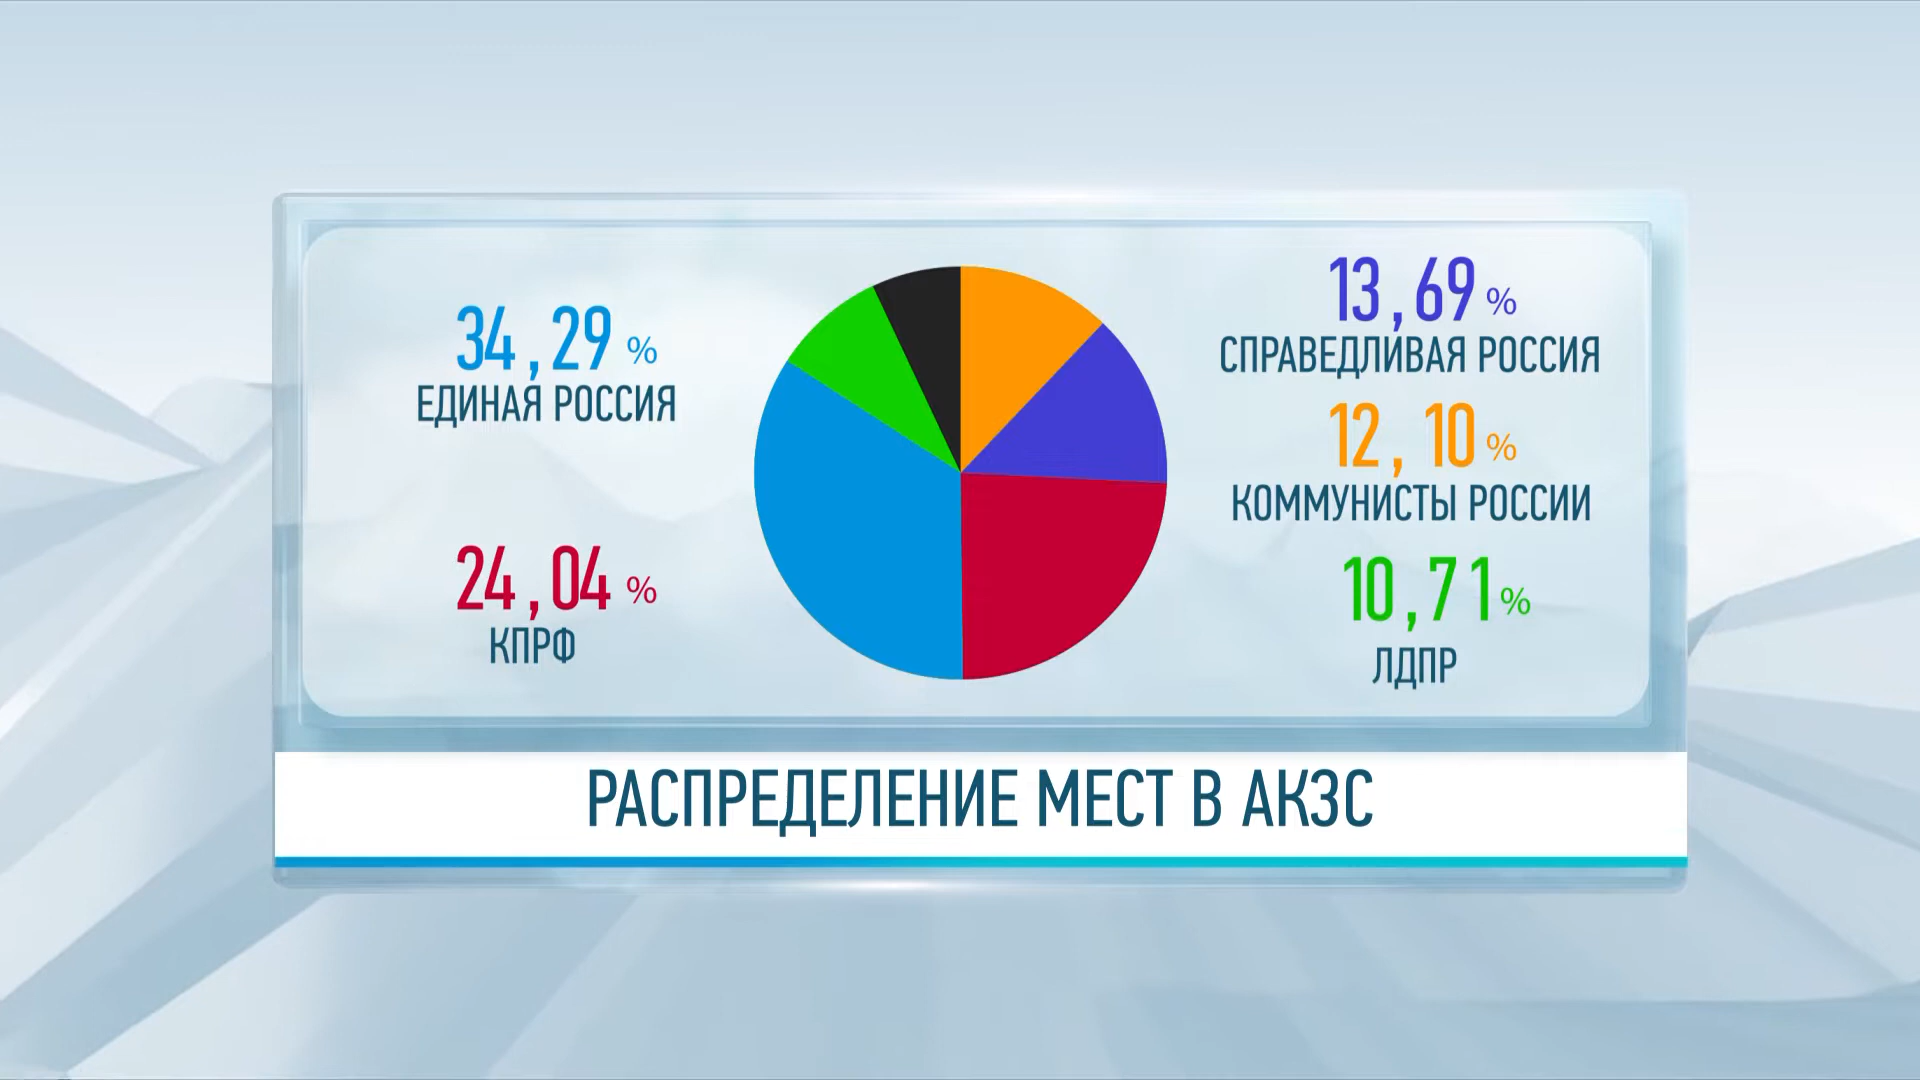 34,29 %
ЕДИНАЯ РОССИЯ
24,04 %
КПРФ
13,69 %
СПРАВЕДЛИВАЯ РОССИЯ
12, 10 %
КОММУНИСТЫ РОССИИ
10,71 %
ЛДПР
РАСПРЕДЕЛЕНИЕ МЕСТ В АКЗС